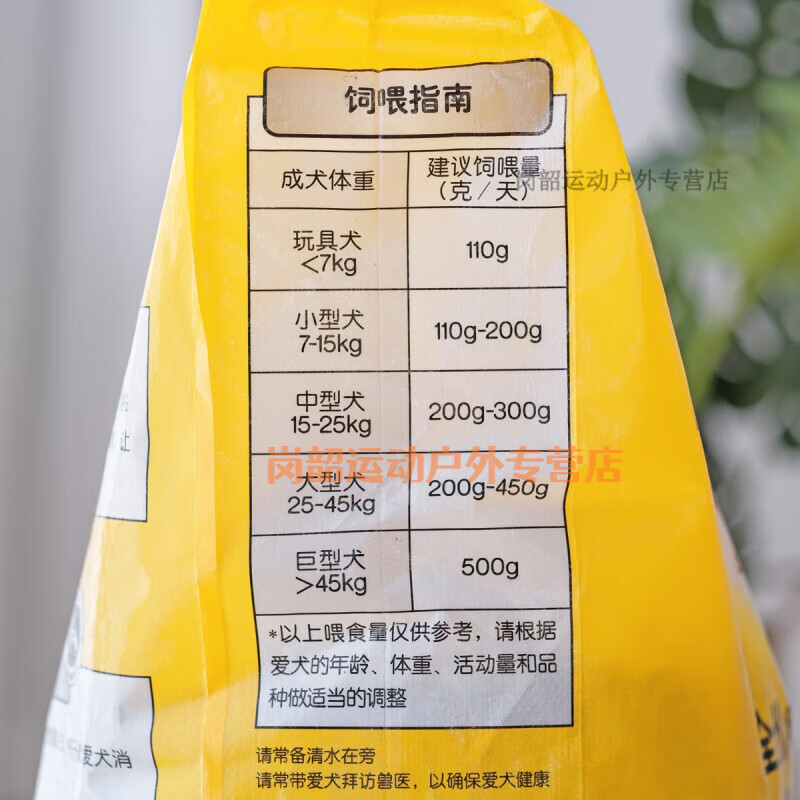 饲喂指南
成犬体重
建议饲喂量
(克/天)
岗韶运动户外专营店
玩具犬
<7kg
110g
小型犬
7-15kg
110g-200g
中型犬
15-25kg
200g-300g
岗韶运动户外专营店
大型犬
25-45kg
200g-450g
巨型犬
>45kg
500g
*以上喂食量仅供参考，请根据
爱犬的年龄、体重、活动量和品
种做适当的调整
请常备清水在旁
请常带爱犬拜访兽医，以确保爱犬健康
让
爱犬消